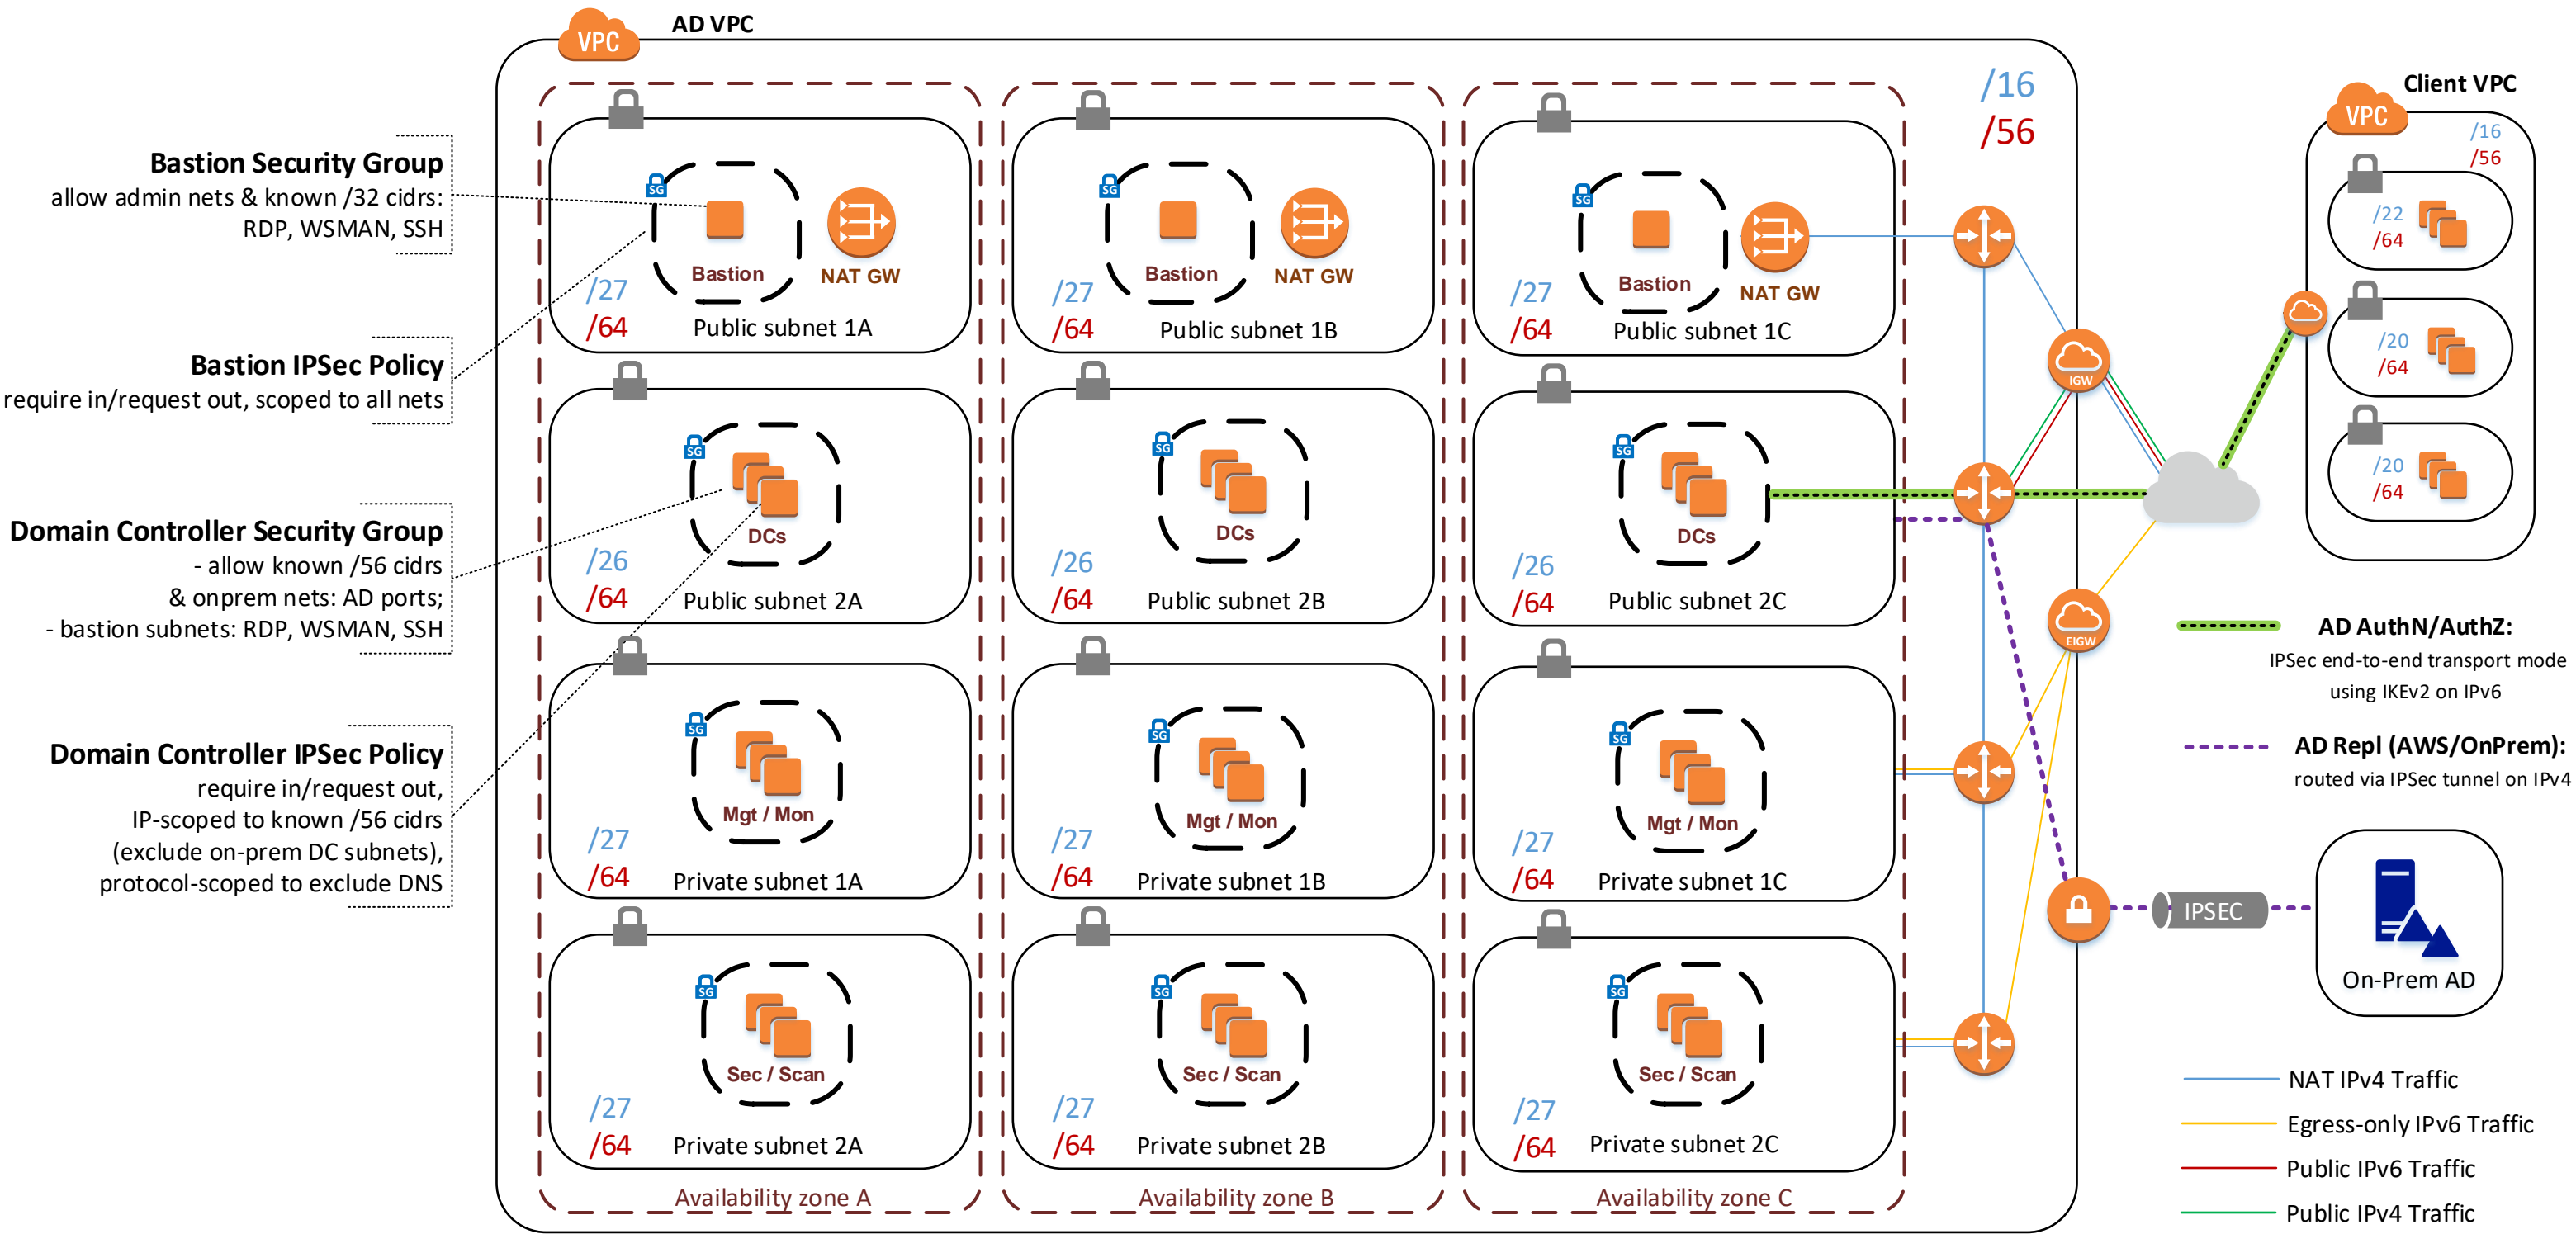 AD VPC
VPC
/16
/56
Bastion Security Group
allow admin nets & known /32 cidrs:
RDP, WSMAN, SSH
Bastion IPSec Policy
require in/request out, scoped to all nets
Domain Controller Security Group
- allow known /56 cidrs
& onprem nets: AD ports;
- bastion subnets: RDP, WSMAN, SSH
Domain Controller IPSec Policy
require in/request out,
IP-scoped to known /56 cidrs
(exclude on-prem DC subnets),
protocol-scoped to exclude DNS
SG
Bastion
NAT GW
/27
/64
Public subnet 1A
SG
DCs
/26
/64
Public subnet 2A
SG
Mgt / Mon
/27
/64
Private subnet 1A
SG
Sec / Scan
/27
/64
Private subnet 2A
Availability zone A
SG
Bastion
NAT GW
/27
/64
Public subnet 1B
SG
DCs
/26
/64
Public subnet 2B
SG
Mgt / Mon
/27
/64
Private subnet 1B
SG
Sec / Scan
/27
/64
Private subnet 2B
Availability zone B
SG
Bastion
NAT GW
/27
/64
Public subnet 1C
SG
DCs
/26
/64
Public subnet 2C
SG
Mgt / Mon
/27
/64
Private subnet 1C
SG
Sec / Scan
/27
/64
Private subnet 2C
Availability zone C
IGW
EIGW
Client VPC
VPC
/16
/56
/22
/64
/20
/64
/20
/64
AD AuthN/AuthZ:
IPSec end-to-end transport mode
using IKEv2 on IPv6
AD Repl (AWS/OnPrem):
routed via IPSec tunnel on IPv4
IPSEC
On-Prem AD
NAT IPv4 Traffic
Egress-only IPv6 Traffic
Public IPv6 Traffic
Public IPv4 Traffic